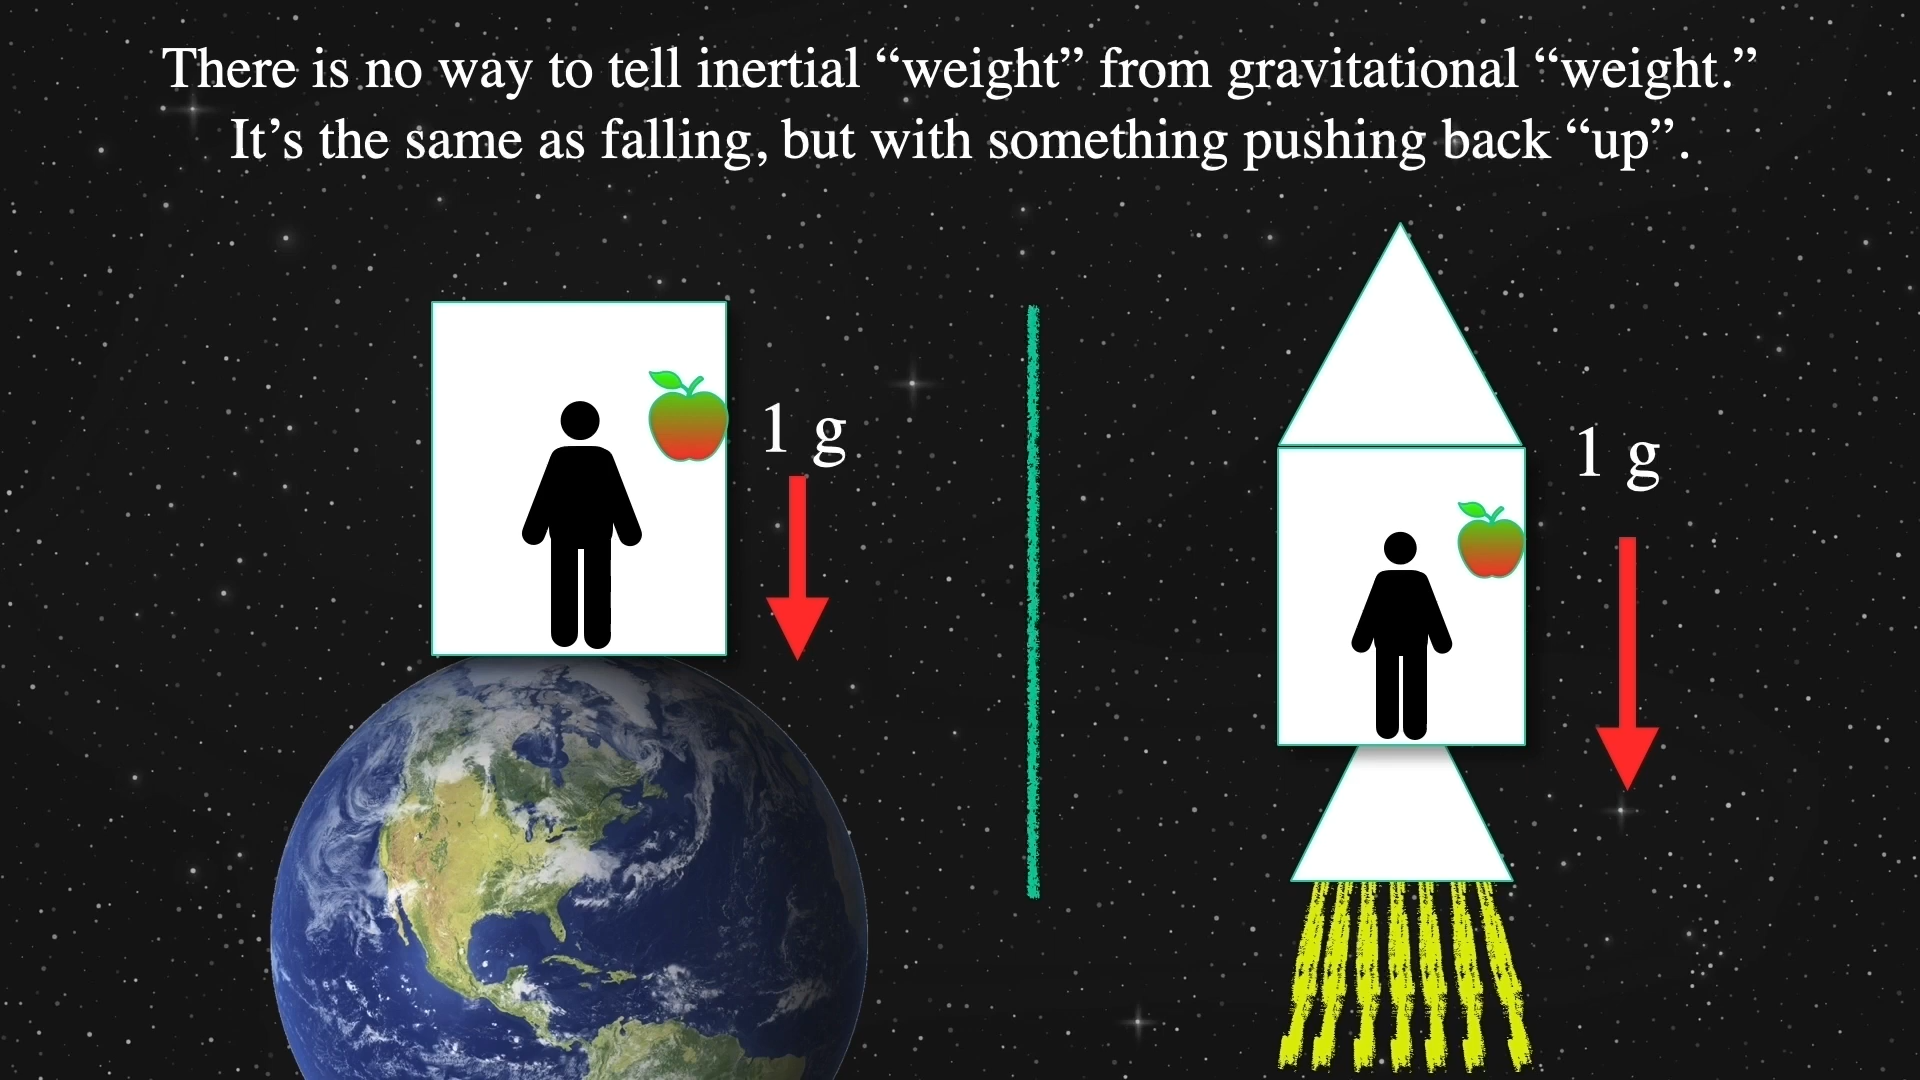 There is no way to tell inertial “weight” from gravitational “weight.”
It’s the same as falling, but with something pushing back “up”.
1 g
1 g